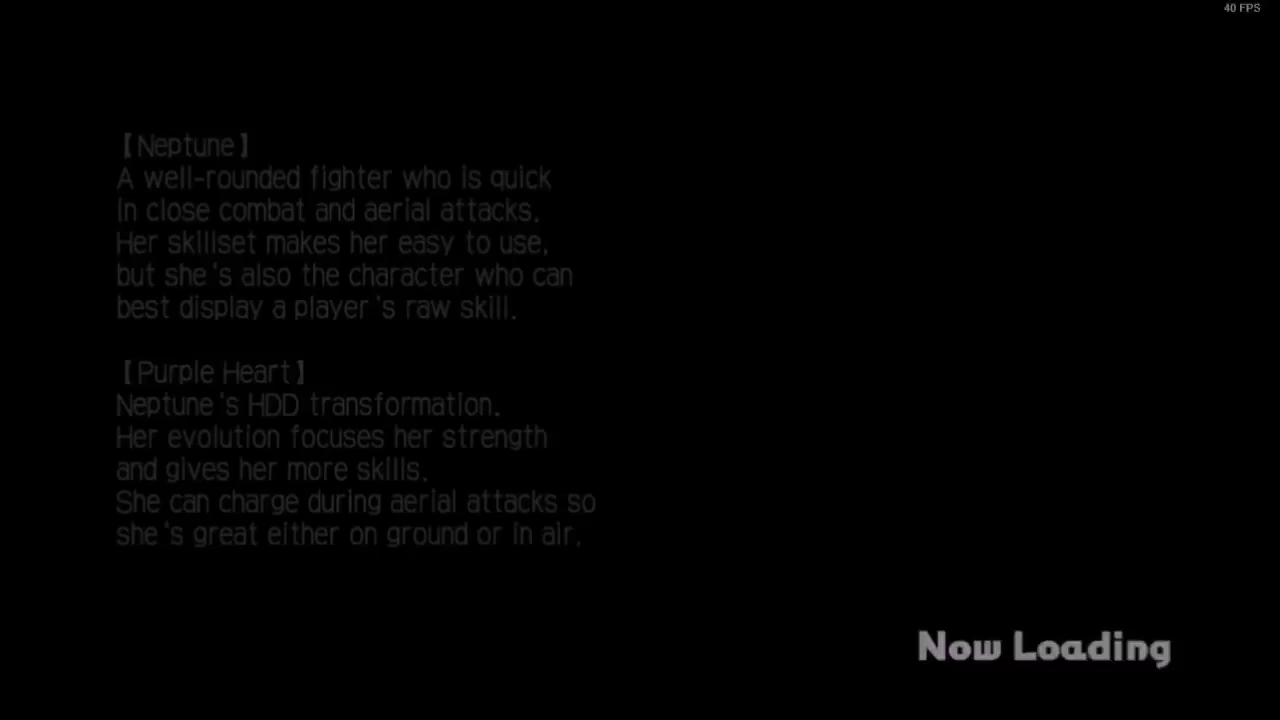 40 FPS
【Neptune】
A well-rounded fighter who is quick
in close combat and aerial attacks.
Her skillset makes her easy to use,
but she's also the character who can
best display a player's raw skill.
【Purple Heart】
Neptune's HDD transformation.
Her evolution focuses her strength
and gives her more skills.
She can charge during aerial attacks so
she's great either on ground or in air.
Now Loading